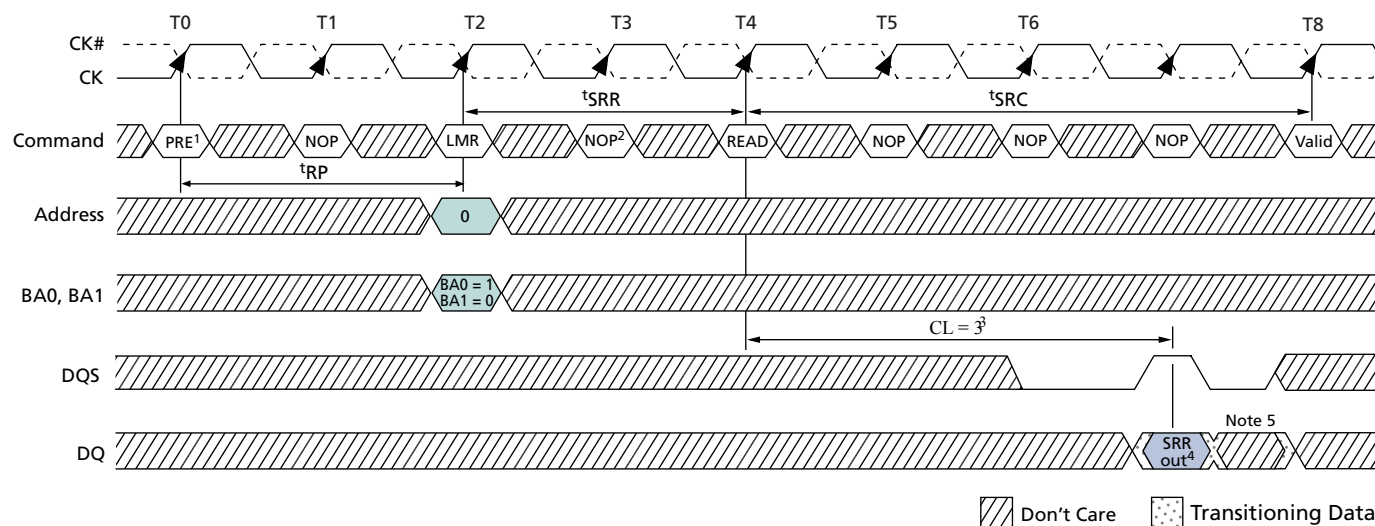 T0 T1 T2 T3 T4 T5 T6 T8
CK#
CK
tSRR tSRC
Command PRE1 NOP LMR NOP2 READ NOP NOP NOP Valid
tRP
Address 0
BA0, BA1 BA0 = 1
BA1 = 0
CL = 33
DQS
Note 5
DQ SRR
out4
Don't Care Transitioning Data